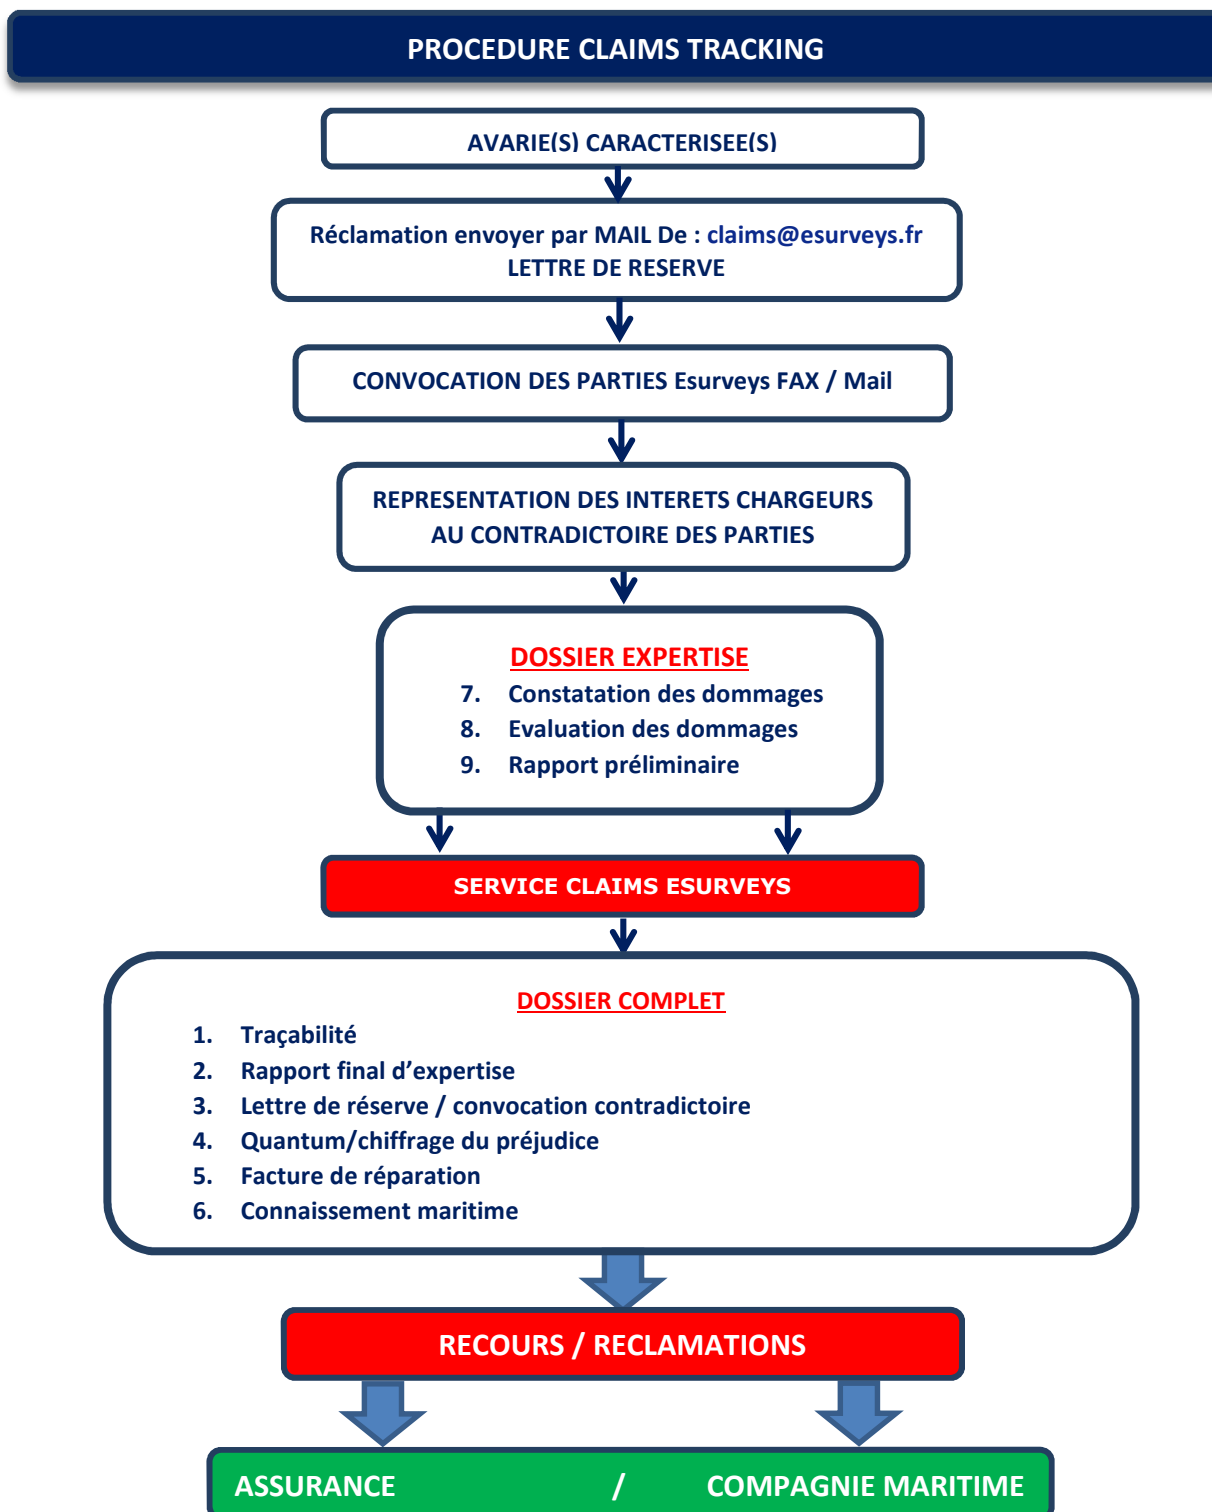 PROCEDURE CLAIMS TRACKING
AVARIE(S) CARACTERISEE(S)
Réclamation envoyer par MAIL De : claims@esurveys.fr
LETTRE DE RESERVE
CONVOCATION DES PARTIES Esurveys FAX / Mail
REPRESENTATION DES INTERETS CHARGEURS
AU CONTRADICTOIRE DES PARTIES
DOSSIER EXPERTISE
7. Constatation des dommages
8. Evaluation des dommages
9. Rapport préliminaire
SERVICE CLAIMS ESURVEYS
DOSSIER COMPLET
1. Traçabilité
2. Rapport final d’expertise
3. Lettre de réserve / convocation contradictoire
4. Quantum/chiffrage du préjudice
5. Facture de réparation
6. Connaissement maritime
RECOURS / RECLAMATIONS
ASSURANCE / COMPAGNIE MARITIME